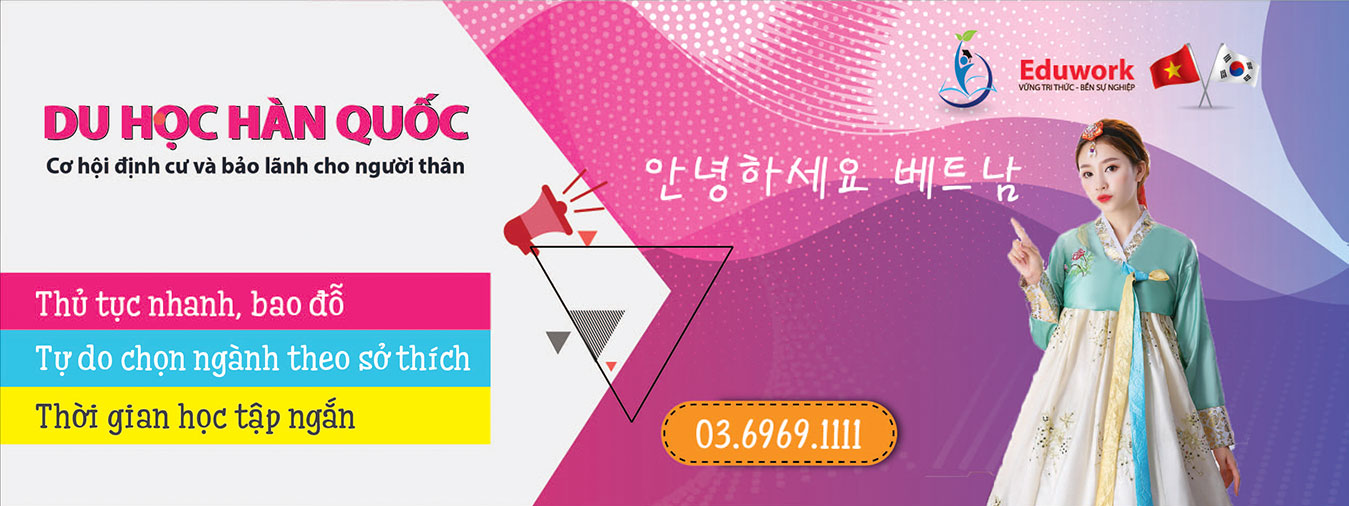 DU HỌC HÀN QUỐC
Cơ hội định cư và bảo lãnh cho người thân
Thủ tục nhanh, bao đỗ
Tự do chọn ngành theo sở thích
Thời gian học tập ngắn
Eduwork
VỮNG TRI THỨC - BỀN SỰ NGHIỆP
안녕하세요 베트남
03.6969.1111